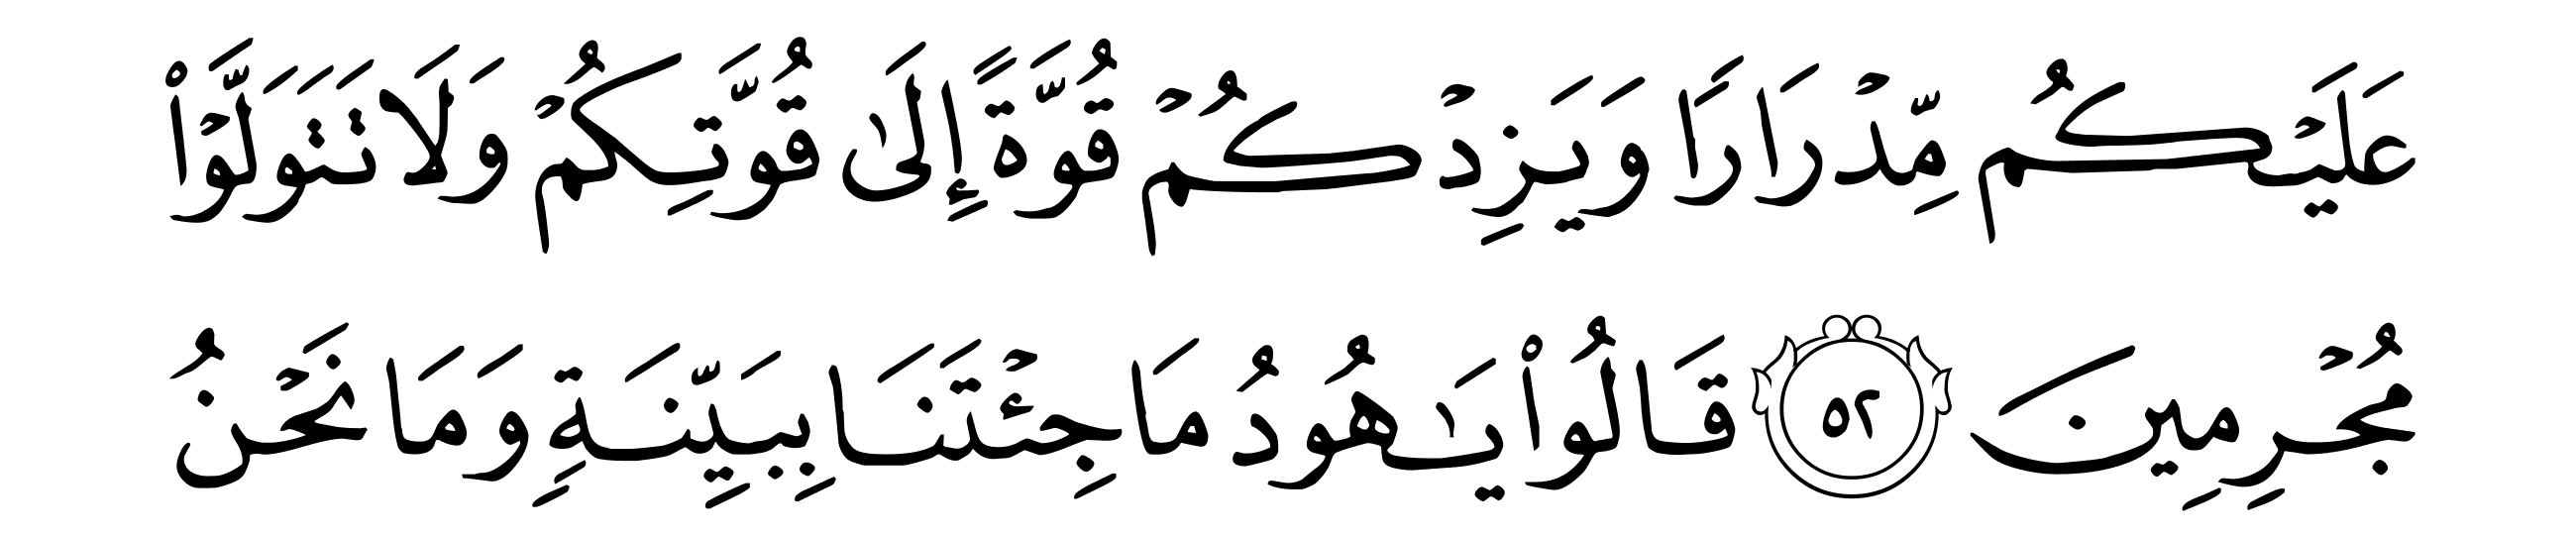 عَلَيْكُم مِّدْرَارًا وَيَزِدْكُمْ قُوَّةً إِلَىٰ قُوَّتِكُمْ وَلَا تَتَوَلَّوْا۟
مُجْرِمِينَ ٥٢ قَالُوا۟ يَـٰهُودُ مَا جِئْتَنَا بِبَيِّنَةٍ وَمَا نَحْنُ